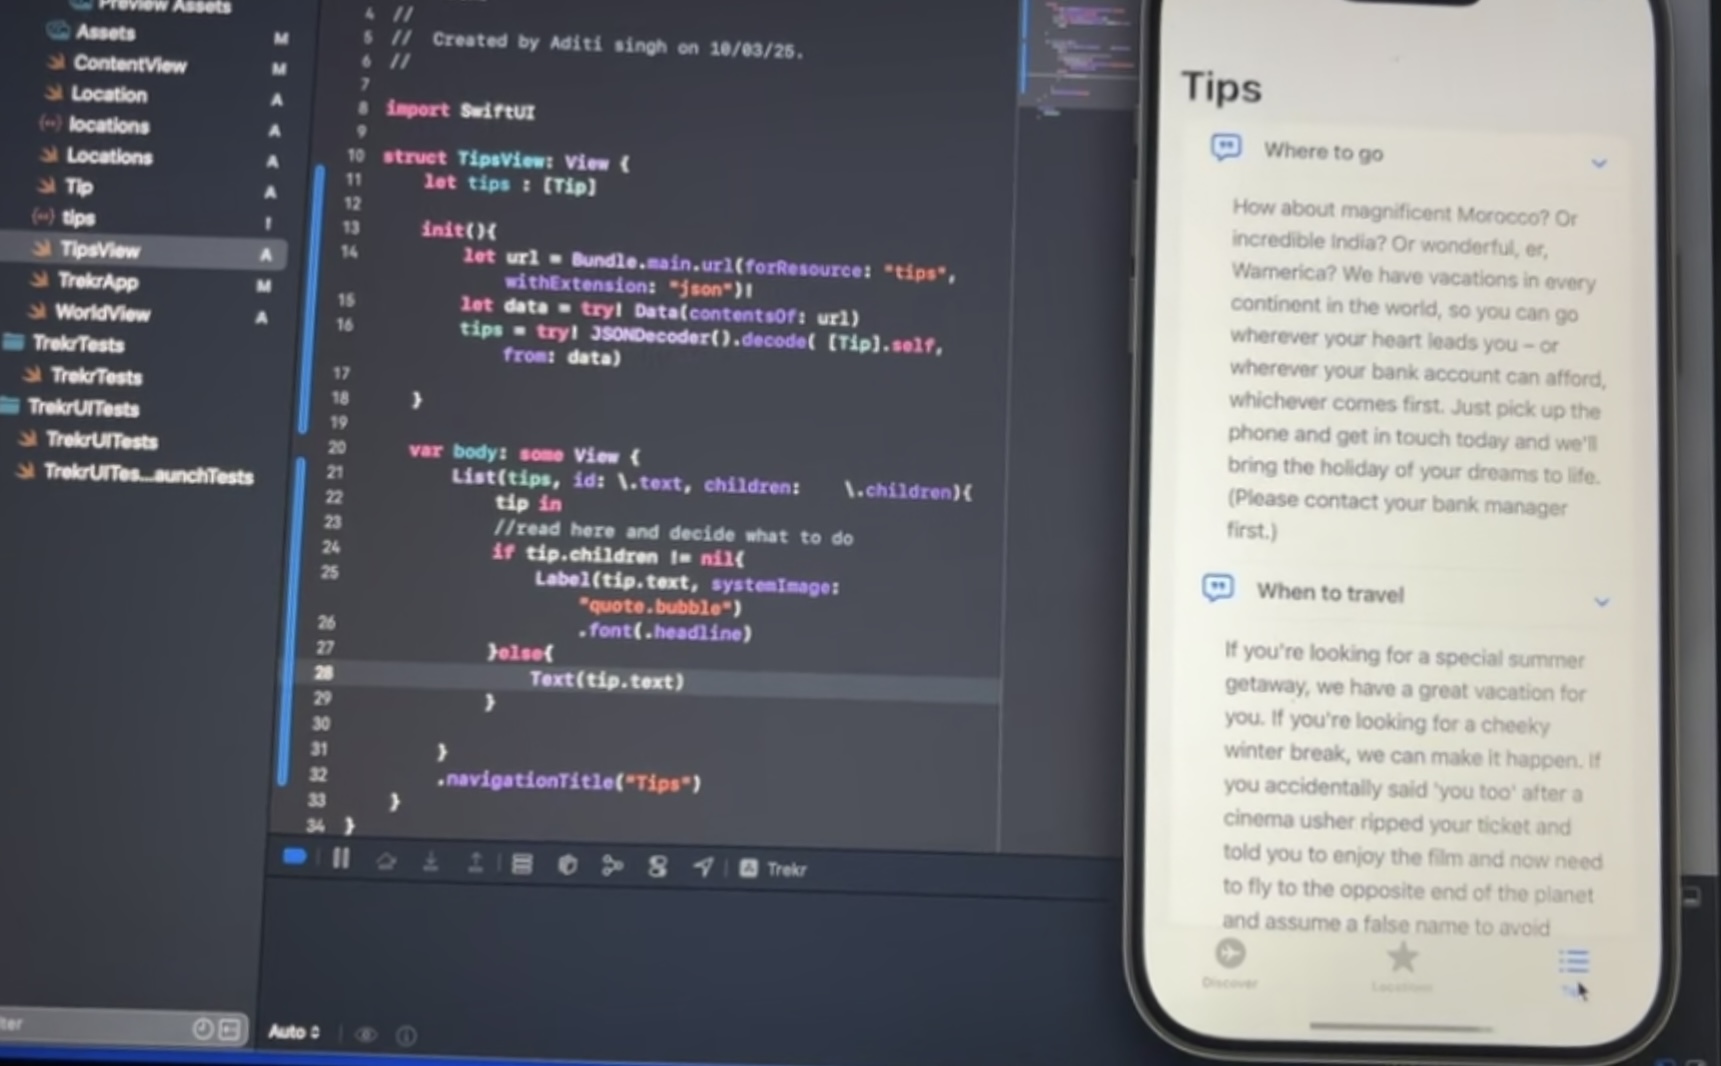 Preview Assets
Assets M
ContentView M
Location A
locations A
Locations A
Tip A
tips
TipsView A
TrekrApp M
WorldView A
TrekrTests
TrekrTests
TrekrUITests
TrekrUITests
TrekrUITes...aunchTests
4 //
5 // Created by Aditi singh on 10/03/25.
6 //
7
8 import SwiftUI
9
10 struct TipsView: View {
11 let tips : [Tip]
12
13 init(){
14 let url = Bundle.main.url(forResource: "tips",
withExtension: "json")!
15 let data = try! Data(contentsOf: url)
16 tips = try! JSONDecoder().decode( [Tip].self,
from: data)
17
18 }
19
20 var body: some View {
21 List(tips, id: \.text, children: \.children){
22 tip in
23 //read here and decide what to do
24 if tip.children != nil{
25 Label(tip.text, systemImage:
"quote.bubble")
26 .font(.headline)
27 }else{
28 Text(tip.text)
29 }
30
31 }
32 .navigationTitle("Tips")
33 }
34 }
Trekr
Auto
Tips
Where to go
How about magnificent Morocco? Or
incredible India? Or wonderful, er,
Wamerica? We have vacations in every
continent in the world, so you can go
wherever your heart leads you – or
wherever your bank account can afford,
whichever comes first. Just pick up the
phone and get in touch today and we'll
bring the holiday of your dreams to life.
(Please contact your bank manager
first.)
When to travel
If you're looking for a special summer
getaway, we have a great vacation for
you. If you're looking for a cheeky
winter break, we can make it happen. If
you accidentally said 'you too' after a
cinema usher ripped your ticket and
told you to enjoy the film and now need
to fly to the opposite end of the planet
and assume a false name to avoid
Discover
Locations